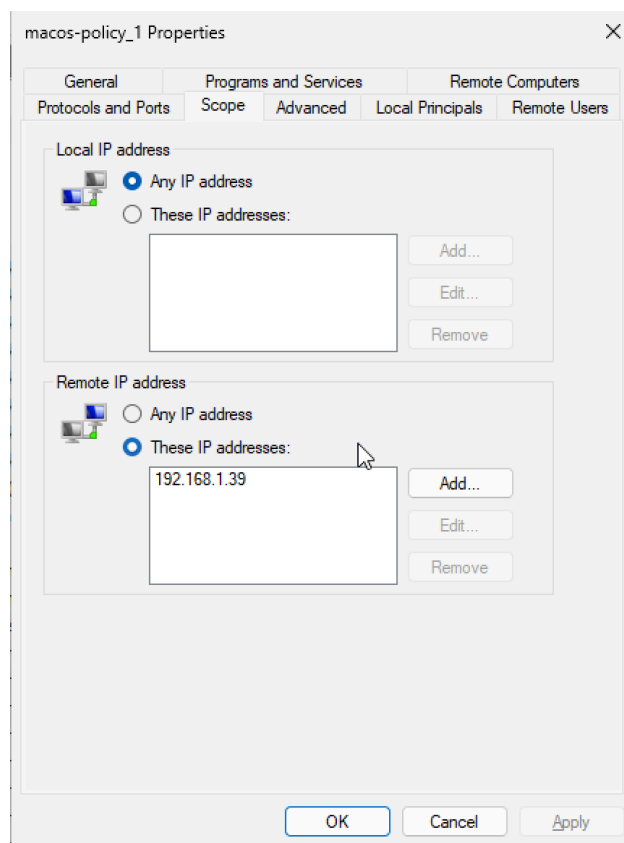 macos-policy_1 Properties
General Programs and Services Remote Computers
Protocols and Ports Scope Advanced Local Principals Remote Users
Local IP address
Any IP address
These IP addresses:
Add...
Edit...
Remove
Remote IP address
Any IP address
These IP addresses:
192.168.1.39
Add...
Edit...
Remove
OK Cancel Apply